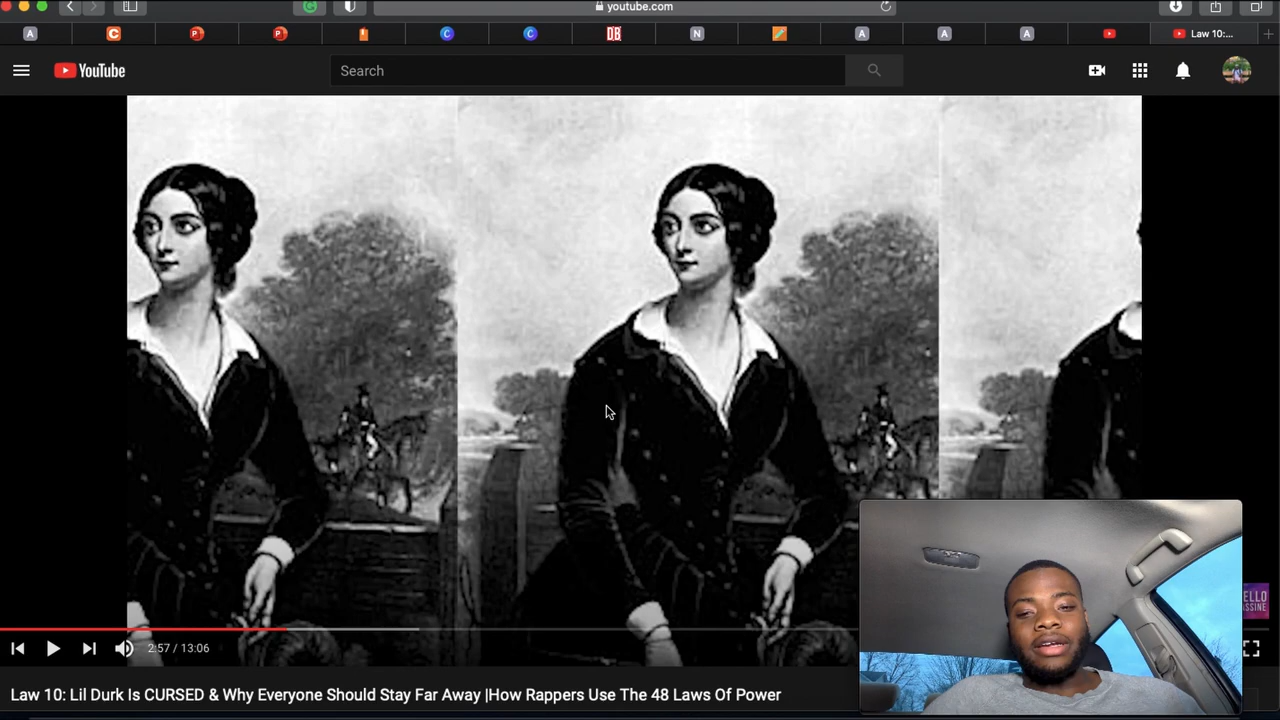 youtube.com
DB
N
A
C
A
A
A
Law 10:...
YouTube
Search
2:57 / 13:06
Law 10: Lil Durk Is CURSED & Why Everyone Should Stay Far Away |How Rappers Use The 48 Laws Of Power